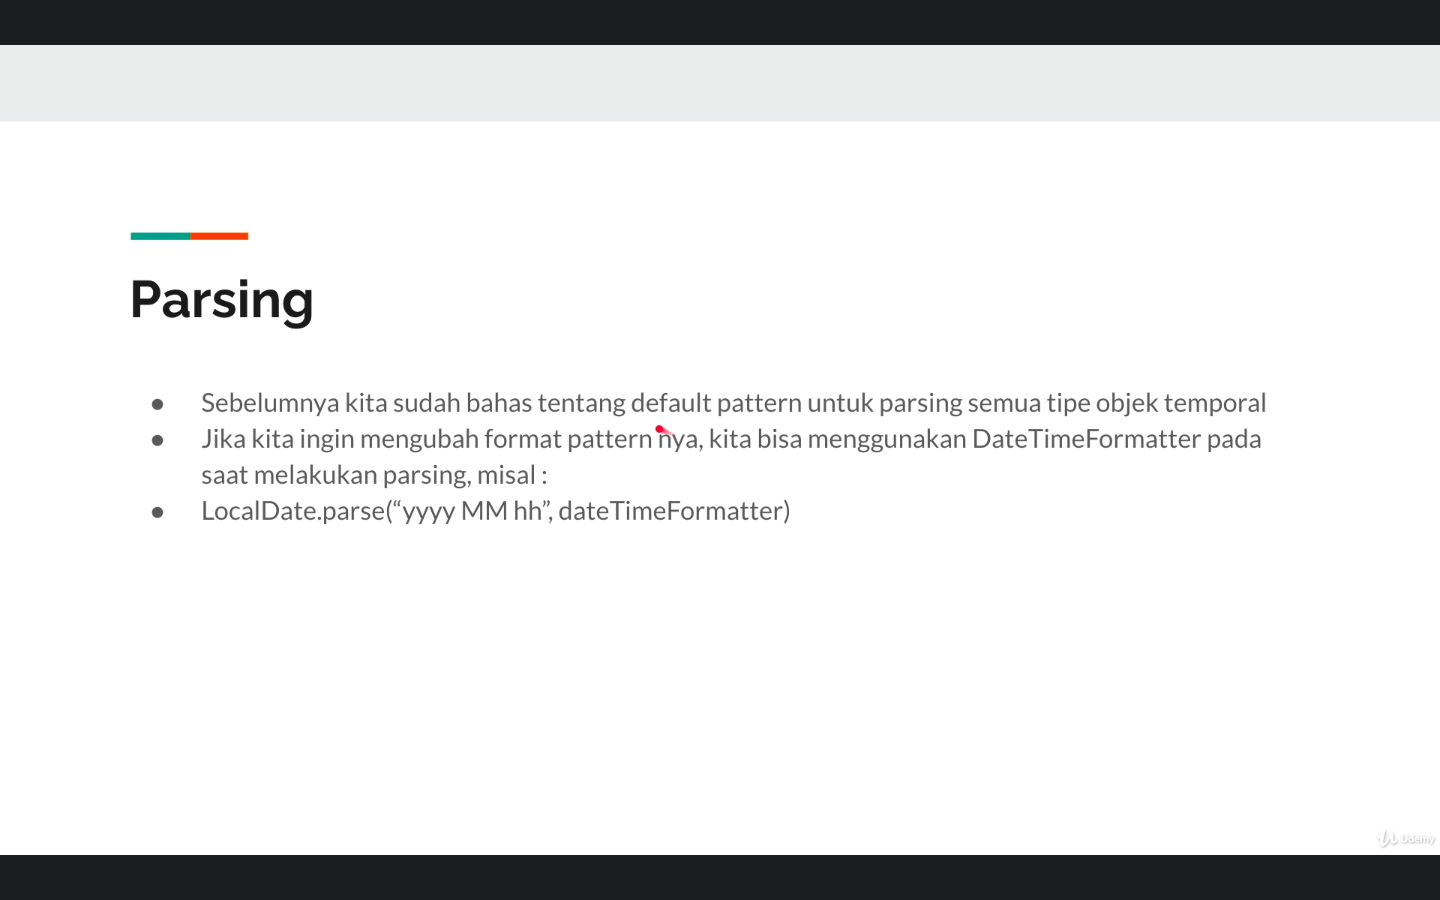 Parsing
● Sebelumnya kita sudah bahas tentang default pattern untuk parsing semua tipe objek temporal
● Jika kita ingin mengubah format pattern nya, kita bisa menggunakan DateTimeFormatter pada
saat melakukan parsing, misal :
● LocalDate.parse(“yyyy MM hh”, dateTimeFormatter)
Udemy